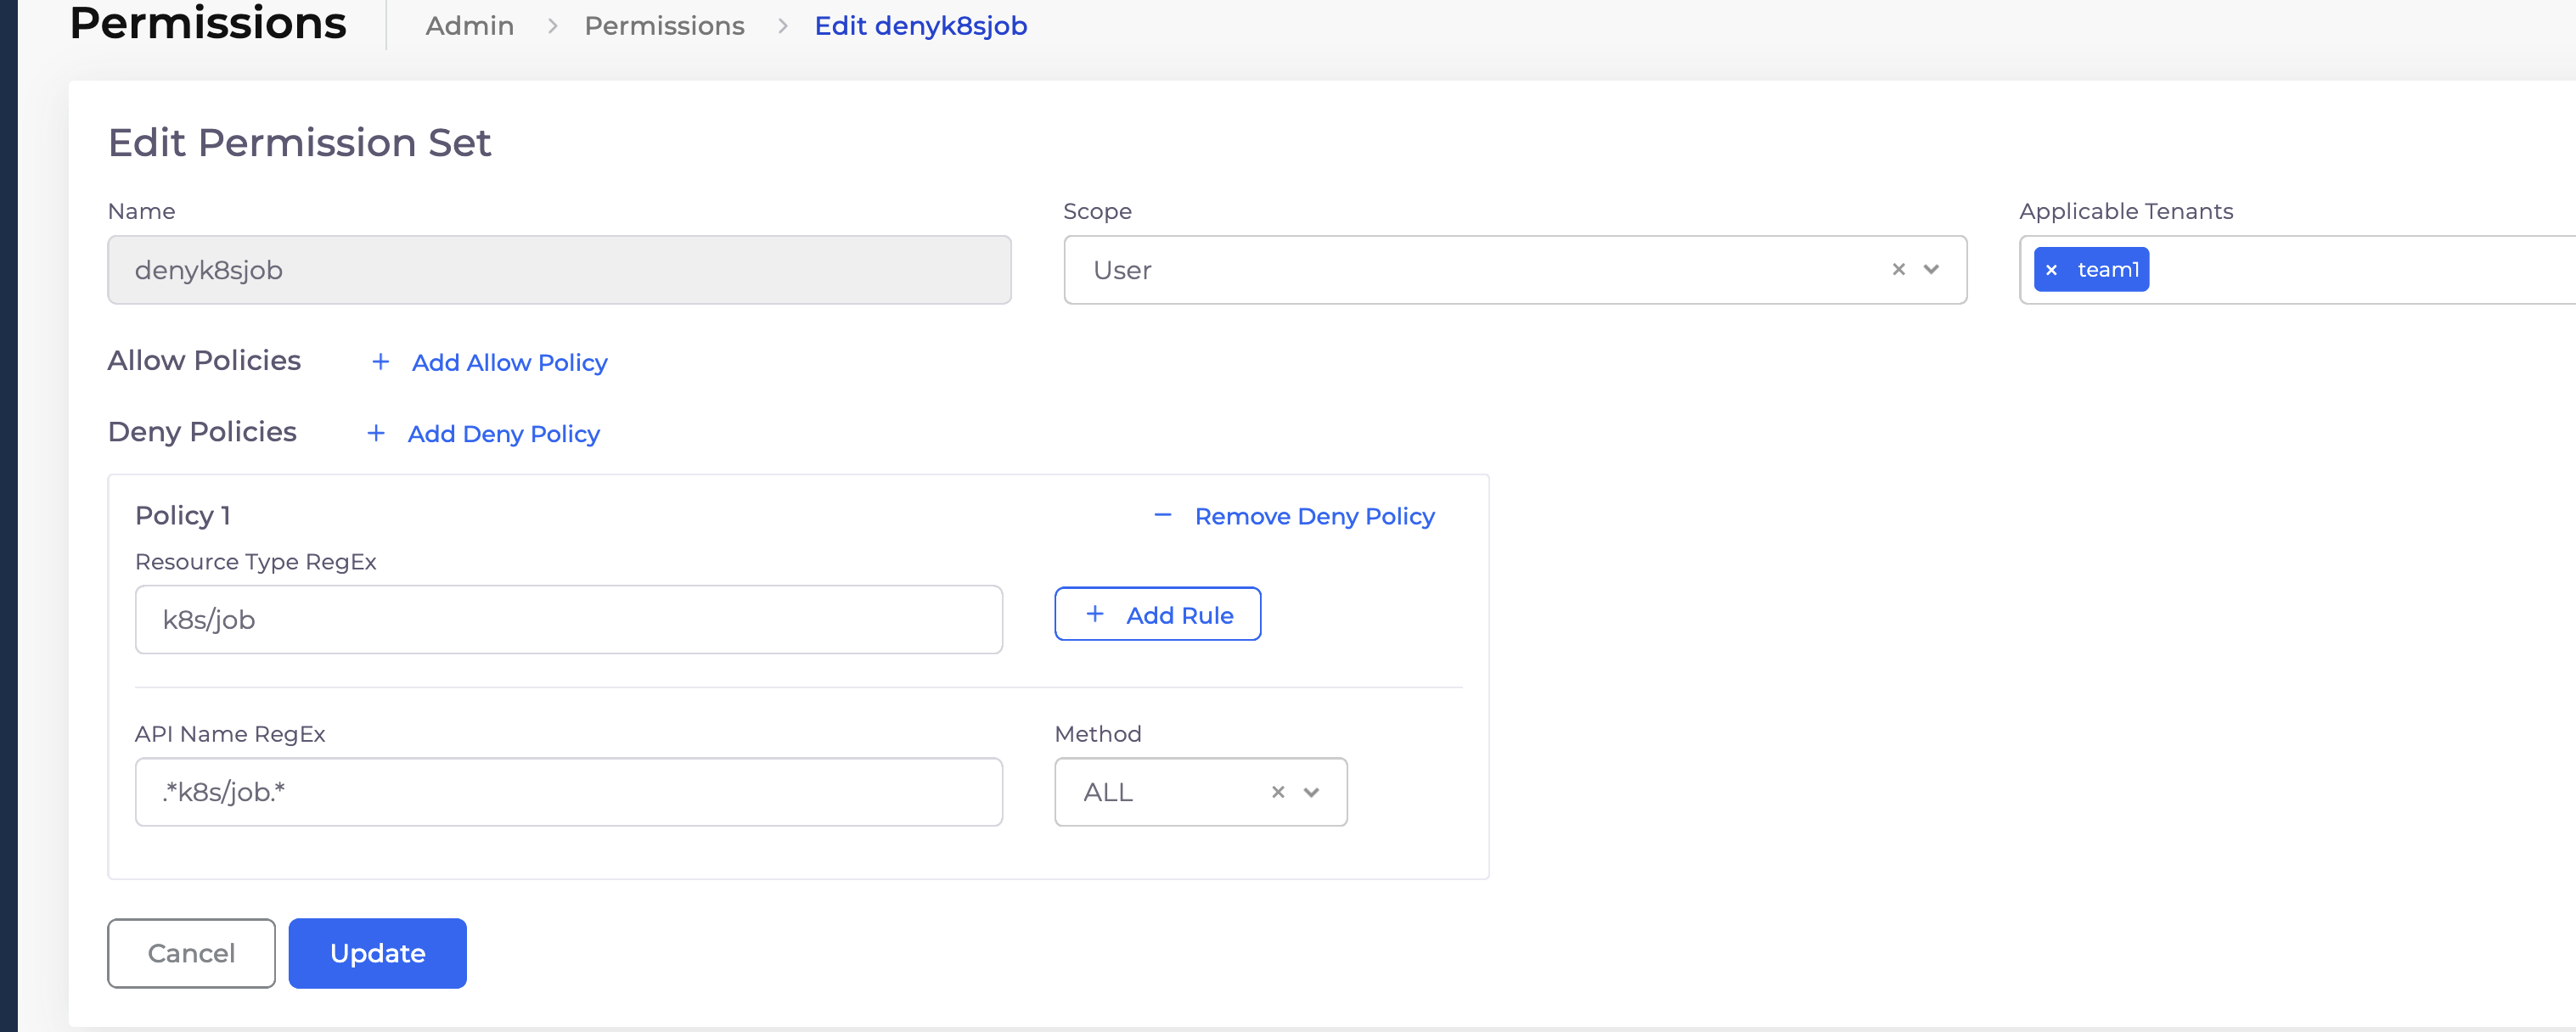 Permissions
Admin > Permissions > Edit denyk8sjob
Edit Permission Set
Name
Scope
Applicable Tenants
denyk8sjob
User
× team1
Allow Policies + Add Allow Policy
Deny Policies + Add Deny Policy
Policy 1
− Remove Deny Policy
Resource Type RegEx
k8s/job
+ Add Rule
API Name RegEx
Method
.*k8s/job.*
ALL
Cancel
Update